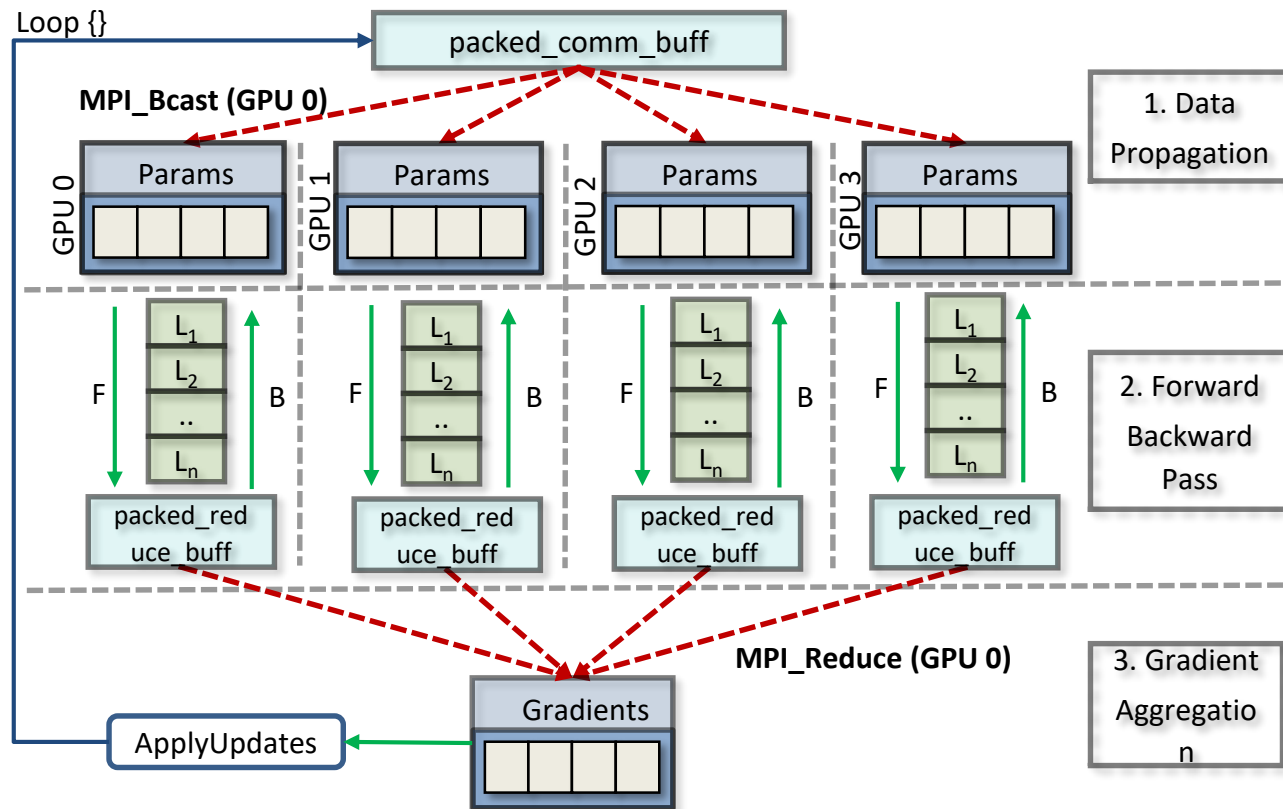 Loop {}
packed_comm_buff
MPI_Bcast (GPU 0)
1. Data
Propagation
GPU 0
Params
GPU 1
Params
GPU 2
Params
GPU 3
Params
F
L1
L2
..
Ln
B
F
L1
L2
..
Ln
B
F
L1
L2
..
Ln
B
F
L1
L2
..
Ln
B
2. Forward
Backward
Pass
packed_red
uce_buff
packed_red
uce_buff
packed_red
uce_buff
packed_red
uce_buff
MPI_Reduce (GPU 0)
3. Gradient
Aggregatio
n
Gradients
ApplyUpdates